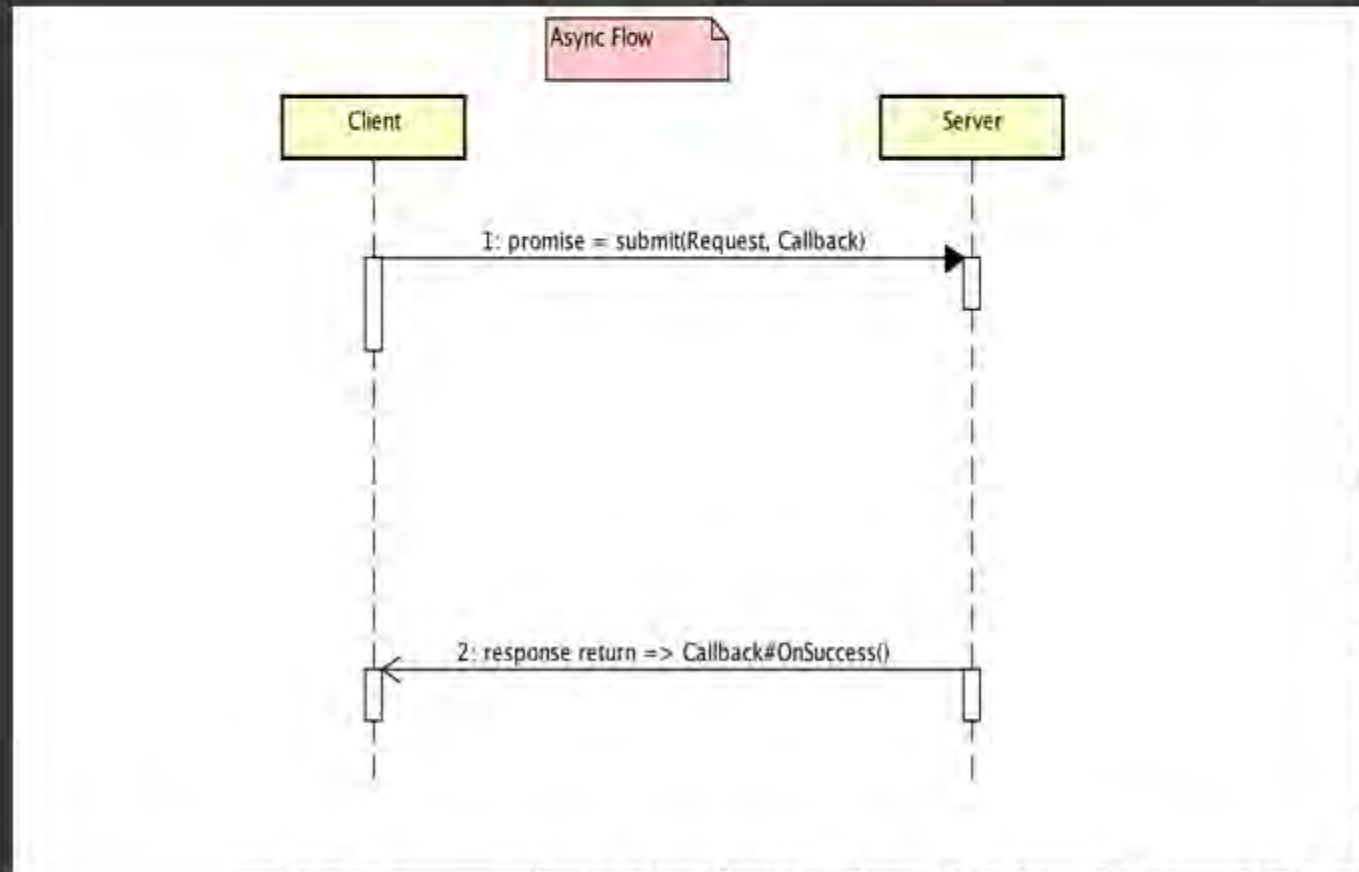 Async Flow
Client
Server
1: promise = submit(Request, Callback)
2: response return => Callback#OnSuccess()